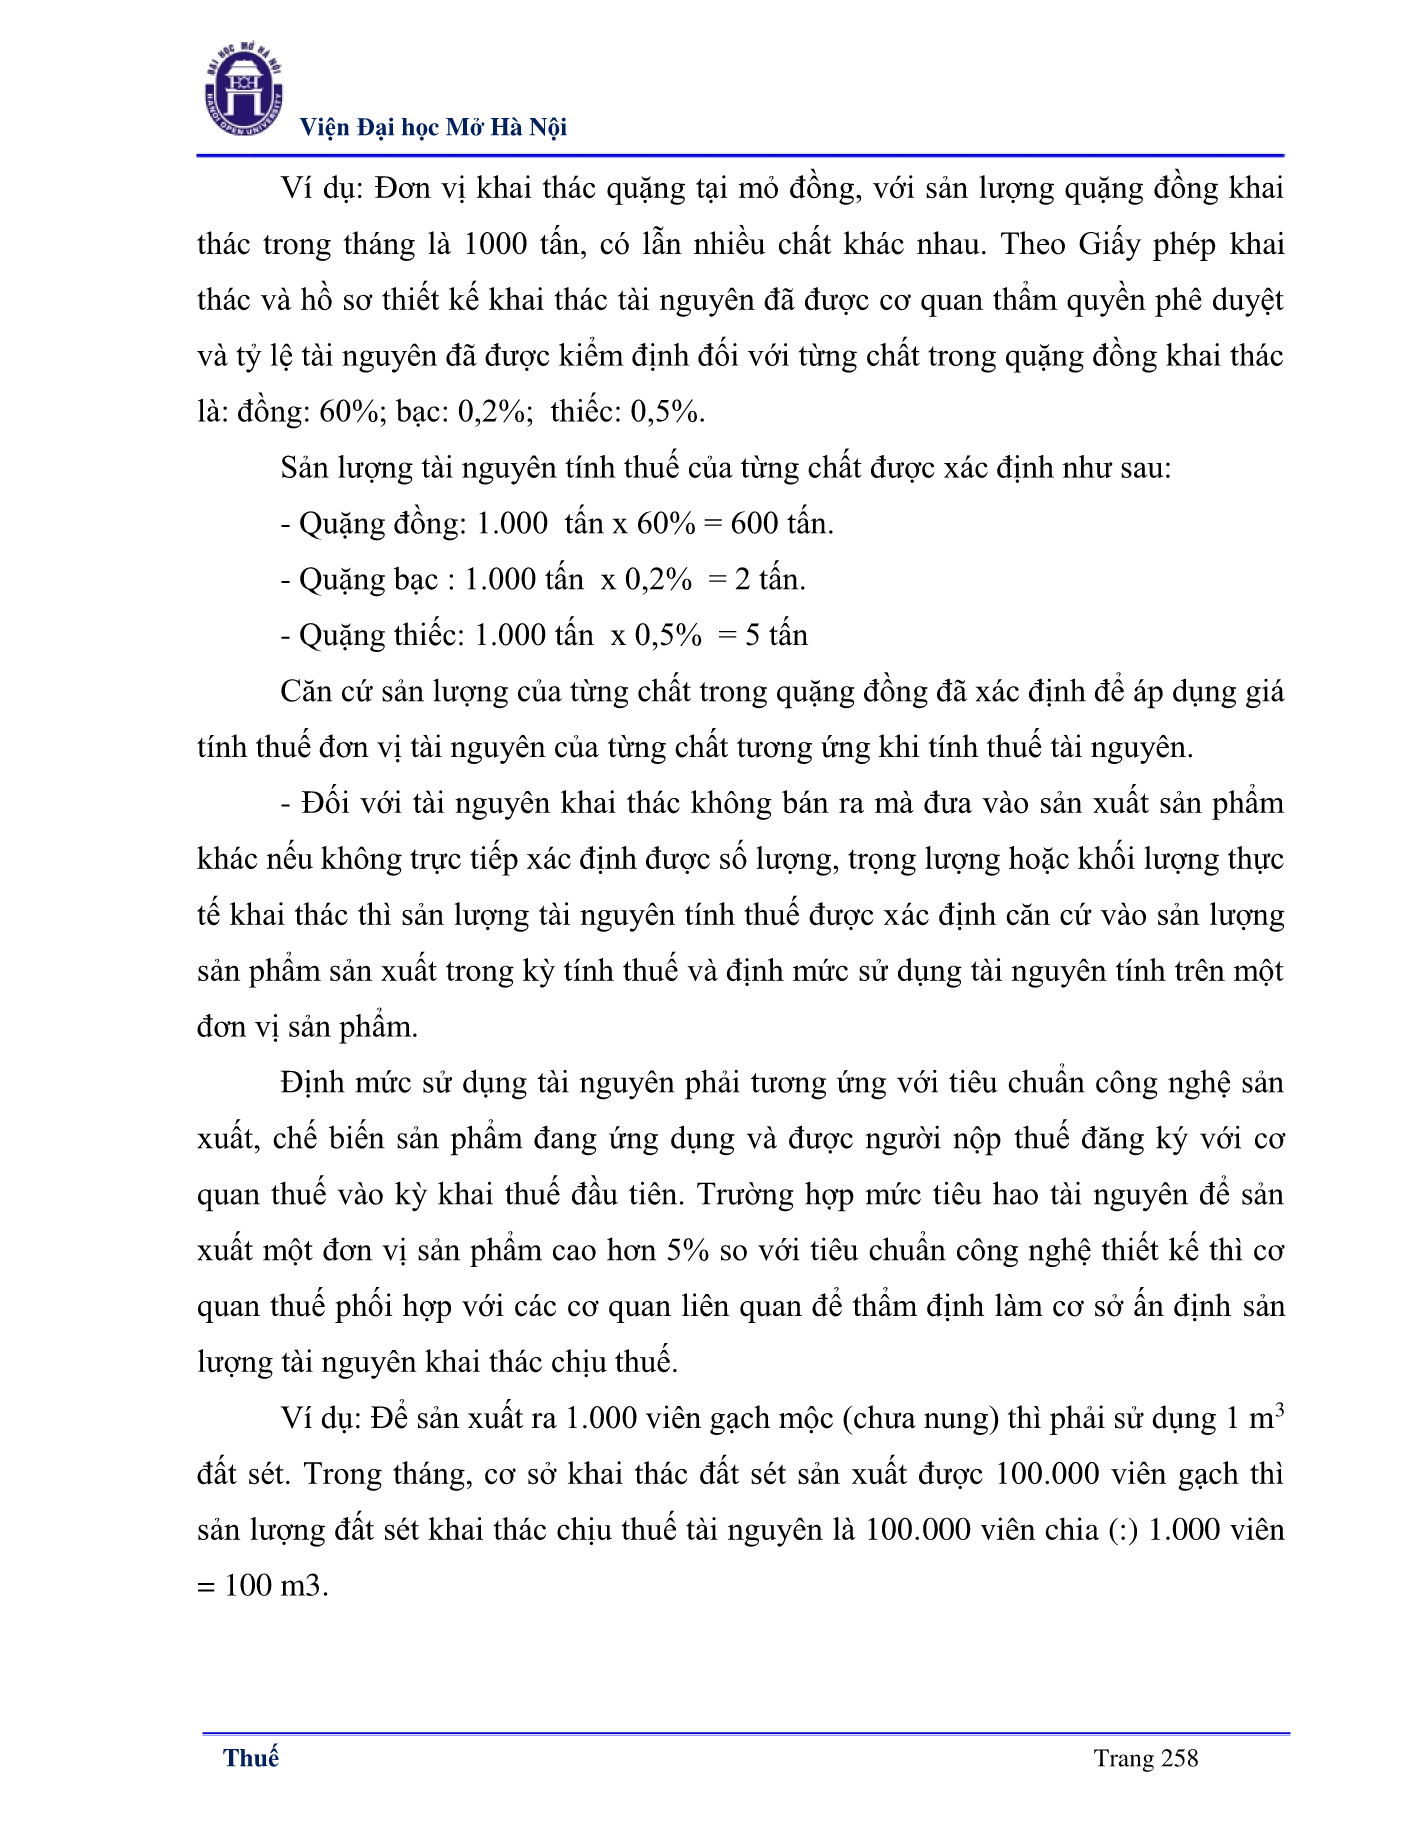 ĐẠI HỌC MỞ HÀ NỘI
HANOI OPEN UNIVERSITY
Viện Đại học Mở Hà Nội
Ví dụ: Đơn vị khai thác quặng tại mỏ đồng, với sản lượng quặng đồng khai
thác trong tháng là 1000 tấn, có lẫn nhiều chất khác nhau. Theo Giấy phép khai
thác và hồ sơ thiết kế khai thác tài nguyên đã được cơ quan thẩm quyền phê duyệt
và tỷ lệ tài nguyên đã được kiểm định đối với từng chất trong quặng đồng khai thác
là: đồng: 60%; bạc: 0,2%;  thiếc: 0,5%.
Sản lượng tài nguyên tính thuế của từng chất được xác định như sau:
- Quặng đồng: 1.000  tấn x 60% = 600 tấn.
- Quặng bạc : 1.000 tấn  x 0,2%  = 2 tấn.
- Quặng thiếc: 1.000 tấn  x 0,5%  = 5 tấn
Căn cứ sản lượng của từng chất trong quặng đồng đã xác định để áp dụng giá
tính thuế đơn vị tài nguyên của từng chất tương ứng khi tính thuế tài nguyên.
- Đối với tài nguyên khai thác không bán ra mà đưa vào sản xuất sản phẩm
khác nếu không trực tiếp xác định được số lượng, trọng lượng hoặc khối lượng thực
tế khai thác thì sản lượng tài nguyên tính thuế được xác định căn cứ vào sản lượng
sản phẩm sản xuất trong kỳ tính thuế và định mức sử dụng tài nguyên tính trên một
đơn vị sản phẩm.
Định mức sử dụng tài nguyên phải tương ứng với tiêu chuẩn công nghệ sản
xuất, chế biến sản phẩm đang ứng dụng và được người nộp thuế đăng ký với cơ
quan thuế vào kỳ khai thuế đầu tiên. Trường hợp mức tiêu hao tài nguyên để sản
xuất một đơn vị sản phẩm cao hơn 5% so với tiêu chuẩn công nghệ thiết kế thì cơ
quan thuế phối hợp với các cơ quan liên quan để thẩm định làm cơ sở ấn định sản
lượng tài nguyên khai thác chịu thuế.
Ví dụ: Để sản xuất ra 1.000 viên gạch mộc (chưa nung) thì phải sử dụng 1 m³
đất sét. Trong tháng, cơ sở khai thác đất sét sản xuất được 100.000 viên gạch thì
sản lượng đất sét khai thác chịu thuế tài nguyên là 100.000 viên chia (:) 1.000 viên
= 100 m3.
Thuế
Trang 258